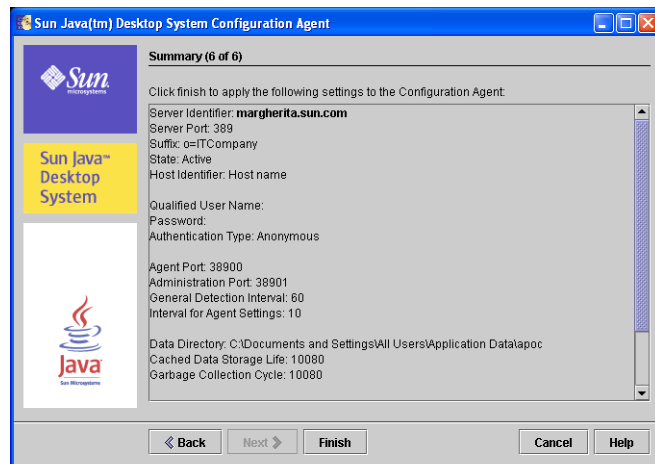 Sun Java(tm) Desktop System Configuration Agent
Sun
microsystems
Sun Java™
Desktop
System
Java
Sun Microsystems
Summary (6 of 6)
Click finish to apply the following settings to the Configuration Agent:
Server Identifier: margherita.sun.com
Server Port: 389
Suffix: o=ITCompany
State: Active
Host Identifier: Host name
Qualified User Name:
Password:
Authentication Type: Anonymous
Agent Port: 38900
Administration Port: 38901
General Detection Interval: 60
Interval for Agent Settings: 10
Data Directory: C:\Documents and Settings\All Users\Application Data\apoc
Cached Data Storage Life: 10080
Garbage Collection Cycle: 10080
Back Next Finish Cancel Help